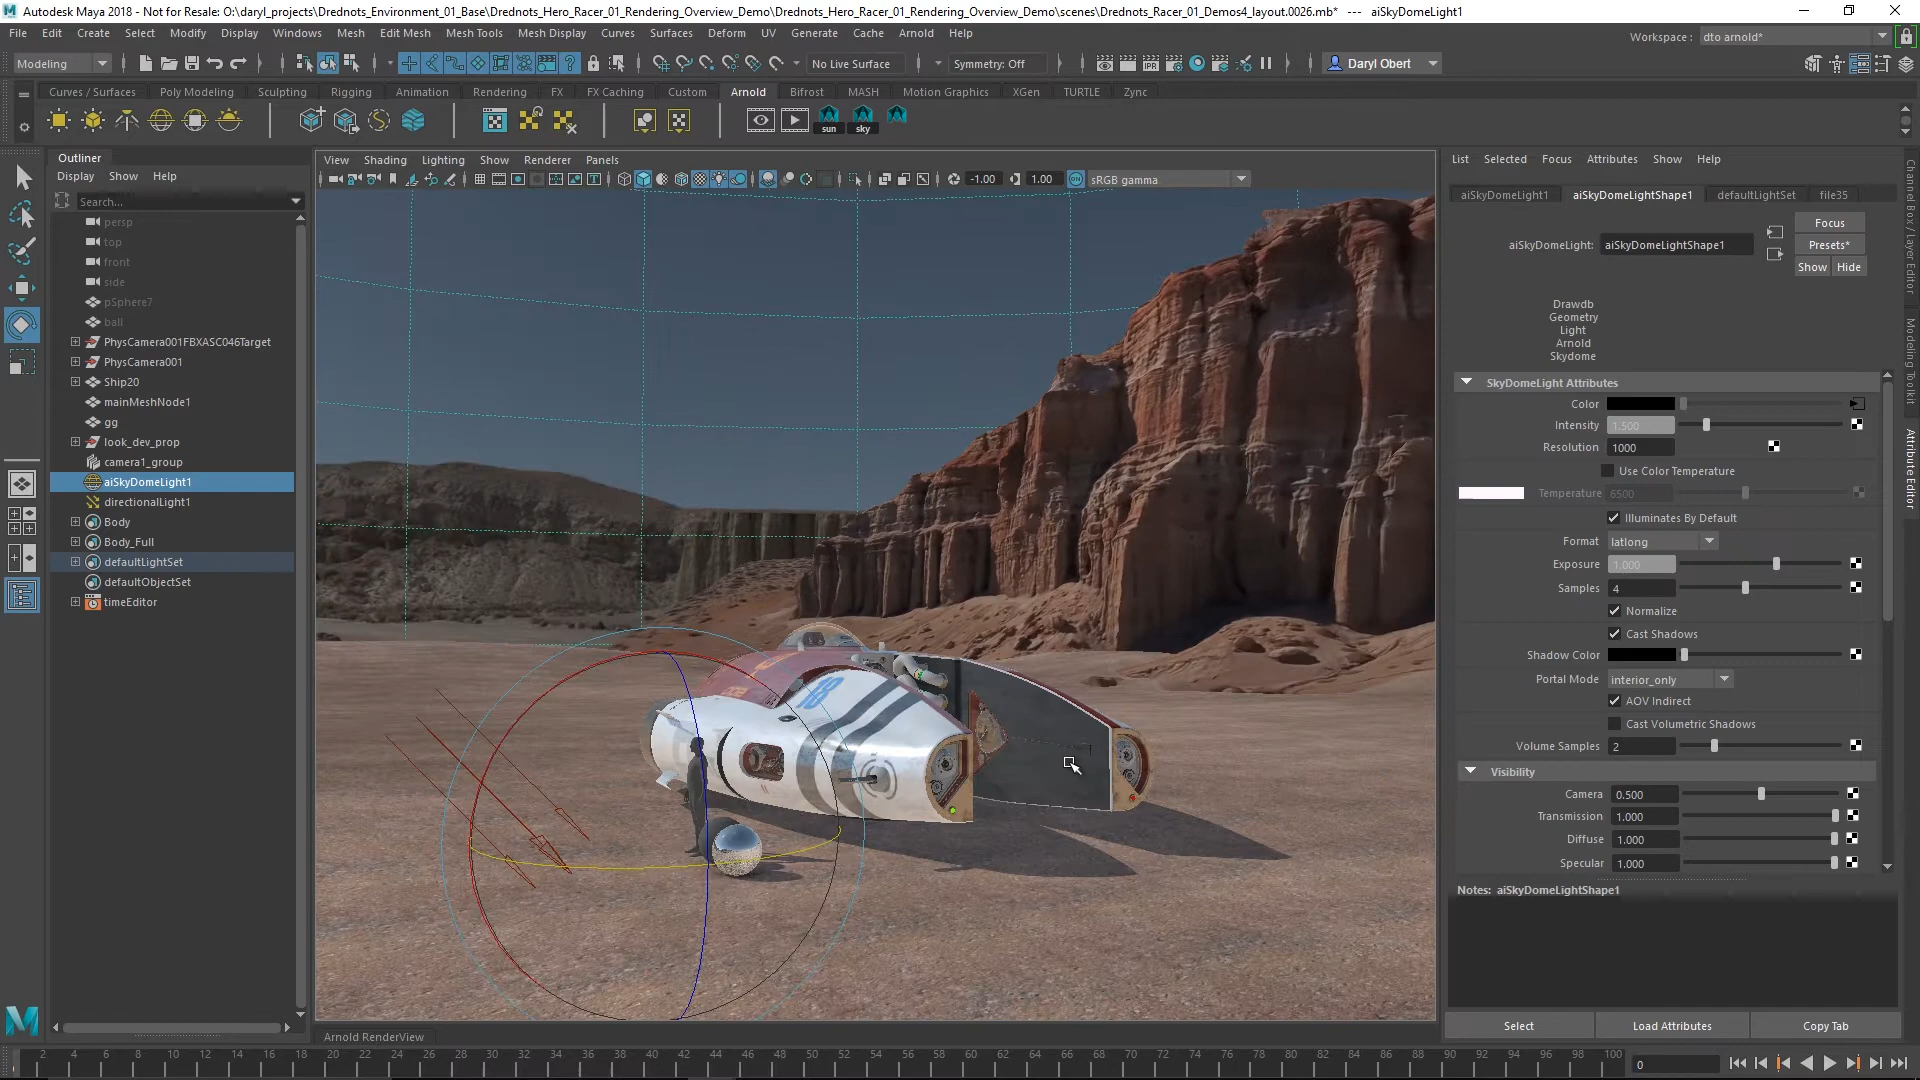 Autodesk Maya 2018 - Not for Resale: O:\daryl_projects\Drednots_Environment_01_Base\Drednots_Hero_Racer_01_Rendering_Overview_Demo\Drednots_Hero_Racer_01_Rendering_Overview_Demo\scenes\Drednots_Racer_01_Demos4_layout.0026.mb* --- aiSkyDomeLight1
File Edit Create Select Modify Display Windows Mesh Edit Mesh Mesh Tools Mesh Display Curves Surfaces Deform UV Generate Cache Arnold Help
Workspace : dto arnold*
Modeling No Live Surface Symmetry: Off Daryl Obert
Curves / Surfaces Poly Modeling Sculpting Rigging Animation Rendering FX FX Caching Custom Arnold Bifrost MASH Motion Graphics XGen TURTLE Zync
sun sky
Outliner
Display Show Help
Search...
persp
top
front
side
pSphere7
ball
PhysCamera001FBXASC046Target
PhysCamera001
Ship20
mainMeshNode1
gg
look_dev_prop
camera1_group
aiSkyDomeLight1
directionalLight1
Body
Body_Full
defaultLightSet
defaultObjectSet
timeEditor
View Shading Lighting Show Renderer Panels
-1.00 1.00 ON sRGB gamma
18
Arnold RenderView
List Selected Focus Attributes Show Help
aiSkyDomeLight1 aiSkyDomeLightShape1 defaultLightSet file35
Focus
aiSkyDomeLight: aiSkyDomeLightShape1 Presets*
Show Hide
Drawdb
Geometry
Light
Arnold
Skydome
SkyDomeLight Attributes
Color
Intensity 1.500
Resolution 1000
Use Color Temperature
Temperature 6500
Illuminates By Default
Format latlong
Exposure 1.000
Samples 4
Normalize
Cast Shadows
Shadow Color
Portal Mode interior_only
AOV Indirect
Cast Volumetric Shadows
Volume Samples 2
Visibility
Camera 0.500
Transmission 1.000
Diffuse 1.000
Specular 1.000
Notes: aiSkyDomeLightShape1
Select Load Attributes Copy Tab
Channel Box / Layer Editor
Modeling Toolkit
Attribute Editor
2 4 6 8 10 12 14 16 18 20 22 24 26 28 30 32 34 36 38 40 42 44 46 48 50 52 54 56 58 60 62 64 66 68 70 72 74 76 78 80 82 84 86 88 90 92 94 96 98 100
0